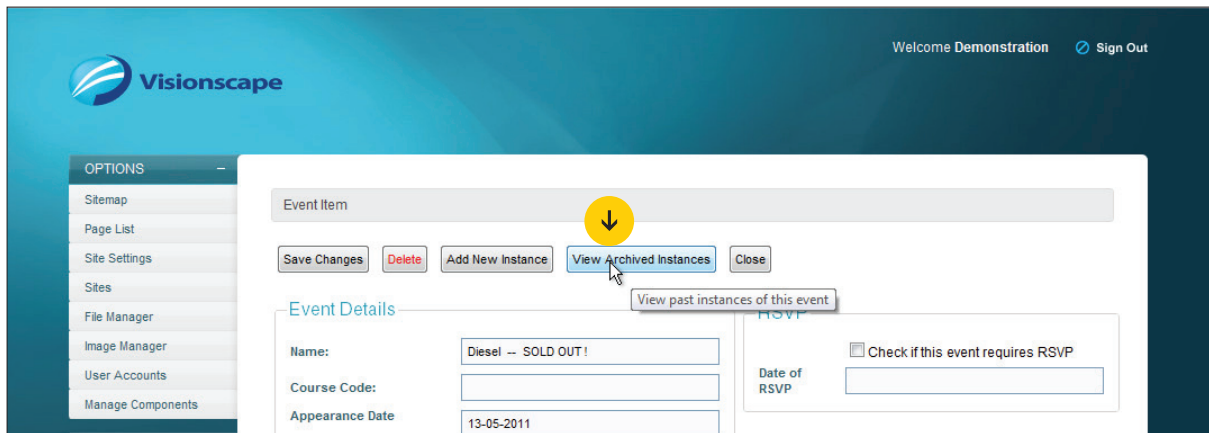 Welcome Demonstration Sign Out
Visionscape
OPTIONS –
Sitemap
Page List
Site Settings
Sites
File Manager
Image Manager
User Accounts
Manage Components
Event Item
Save Changes Delete Add New Instance View Archived Instances Close
View past instances of this event
Event Details
Name: Diesel -- SOLD OUT !
Course Code:
Appearance Date 13-05-2011
RSVP
Check if this event requires RSVP
Date of
RSVP